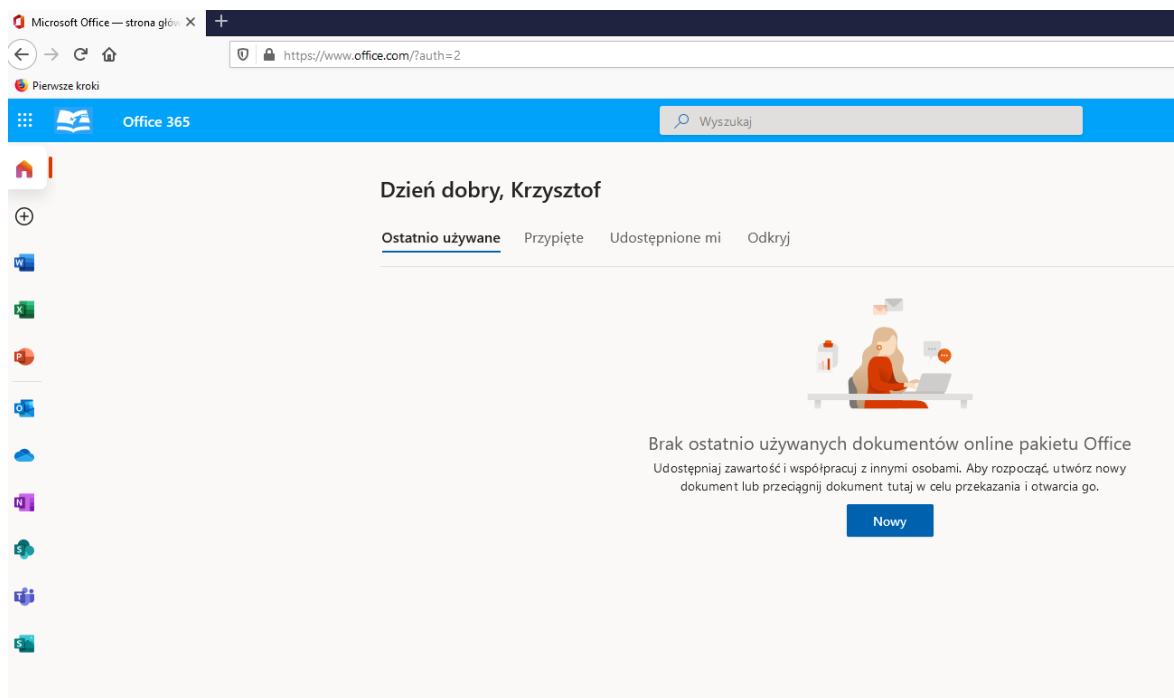 Microsoft Office — strona głów
https://www.office.com/?auth=2
Pierwsze kroki
Office 365
Wyszukaj
Dzień dobry, Krzysztof
Ostatnio używane Przypięte Udostępnione mi Odkryj
Brak ostatnio używanych dokumentów online pakietu Office
Udostępniaj zawartość i współpracuj z innymi osobami. Aby rozpocząć, utwórz nowy
dokument lub przeciągnij dokument tutaj w celu przekazania i otwarcia go.
Nowy
W
X
P
O
N
S
T
S